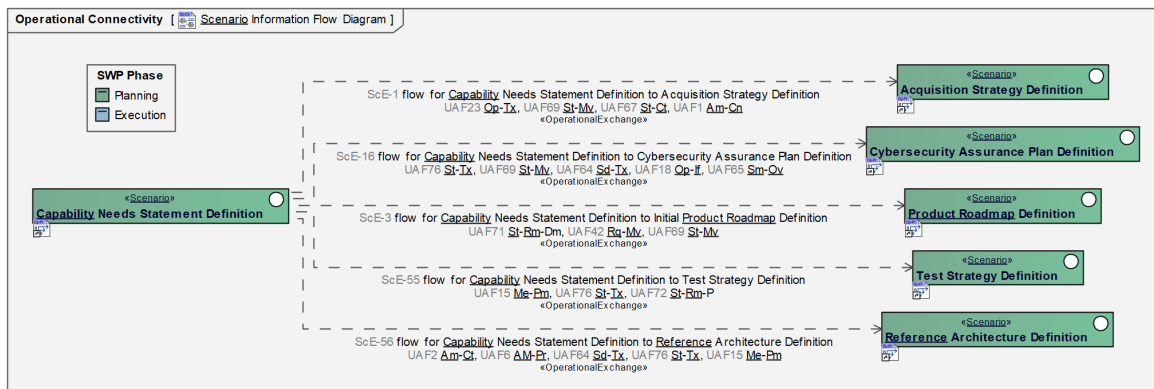 Operational Connectivity [ Scenario Information Flow Diagram ]
SWP Phase
Planning
Execution
«Scenario»
Capability Needs Statement Definition
ScE-1 flow for Capability Needs Statement Definition to Acquisition Strategy Definition
UAF23 Op-Tx, UAF69 St-Mv, UAF67 St-Ct, UAF1 Am-Cn
«OperationalExchange»
«Scenario»
Acquisition Strategy Definition
ScE-16 flow for Capability Needs Statement Definition to Cybersecurity Assurance Plan Definition
UAF76 St-Tx, UAF69 St-Mv, UAF64 Sd-Tx, UAF18 Op-If, UAF65 Sm-Ov
«OperationalExchange»
«Scenario»
Cybersecurity Assurance Plan Definition
ScE-3 flow for Capability Needs Statement Definition to Initial Product Roadmap Definition
UAF71 St-Rm-Dm, UAF42 Rq-Mv, UAF69 St-Mv
«OperationalExchange»
«Scenario»
Product Roadmap Definition
ScE-55 flow for Capability Needs Statement Definition to Test Strategy Definition
UAF15 Me-Pm, UAF76 St-Tx, UAF72 St-Rm-P
«OperationalExchange»
«Scenario»
Test Strategy Definition
ScE-56 flow for Capability Needs Statement Definition to Reference Architecture Definition
UAF2 Am-Ct, UAF6 AM-Pr, UAF64 Sd-Tx, UAF76 St-Tx, UAF15 Me-Pm
«OperationalExchange»
«Scenario»
Reference Architecture Definition